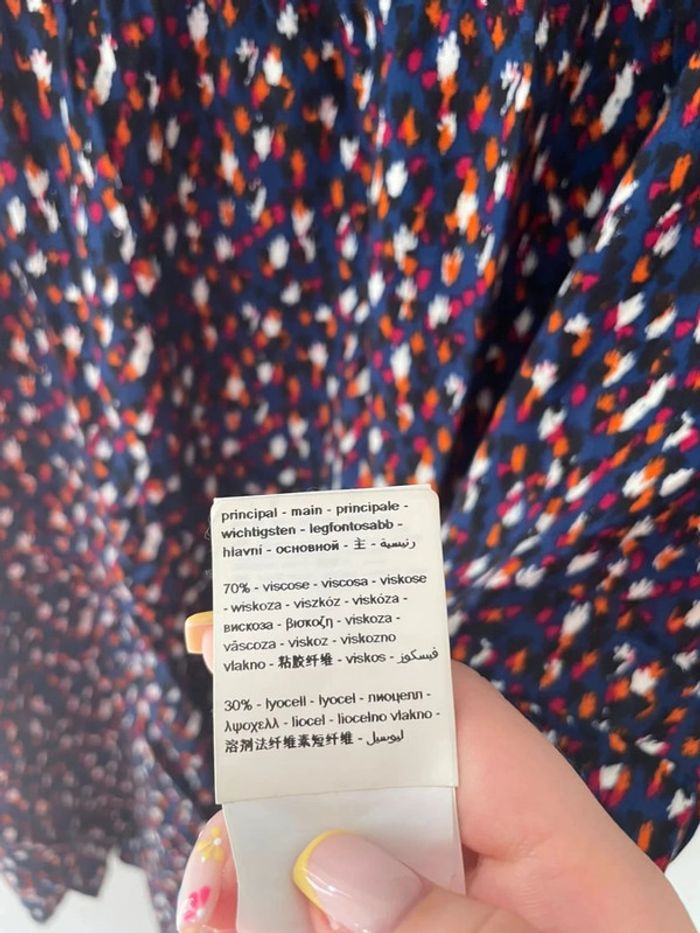 principal - main - principale -
wichtigsten - legfontosabb -
hlavní - основной - 主 - رئيسية
70% - viscose - viscosa - viskose
- wiskoza - viszkóz - viskóza -
вискоза - βισκοζη - viskoza -
vâscoza - viskoz - viskozno
vlakno - 粘胶纤维 - viskos - فيسكوز
30% - lyocell - lyocel - лиоцелл -
λψοχελλ - liocel - liocelno vlakno -
溶剂法纤维素短纤维 - ليوسيل